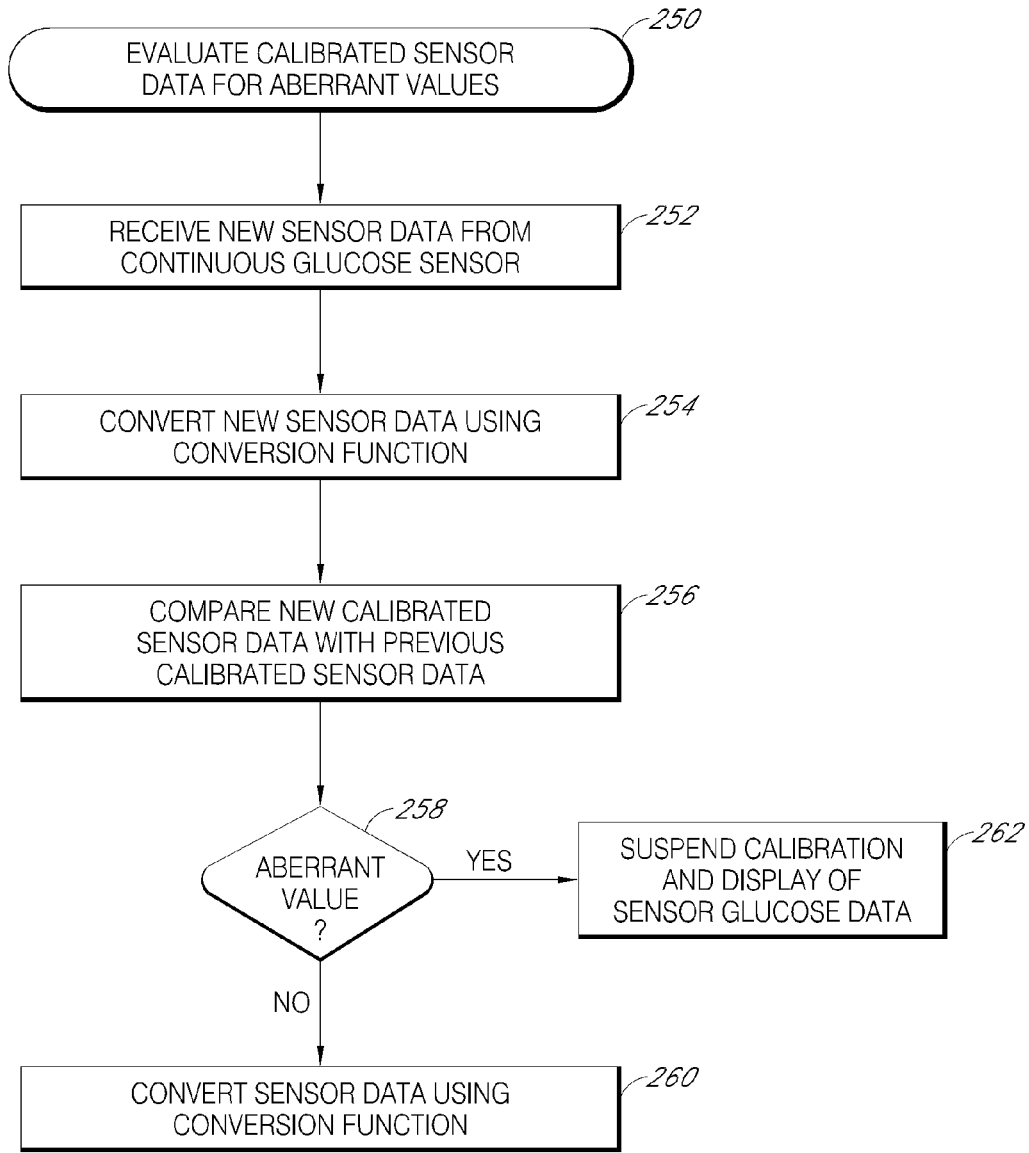 250
EVALUATE CALIBRATED SENSOR
DATA FOR ABERRANT VALUES
252
RECEIVE NEW SENSOR DATA FROM
CONTINUOUS GLUCOSE SENSOR
254
CONVERT NEW SENSOR DATA USING
CONVERSION FUNCTION
256
COMPARE NEW CALIBRATED
SENSOR DATA WITH PREVIOUS
CALIBRATED SENSOR DATA
258
ABERRANT
VALUE
?
YES
262
SUSPEND CALIBRATION
AND DISPLAY OF
SENSOR GLUCOSE DATA
NO
260
CONVERT SENSOR DATA USING
CONVERSION FUNCTION